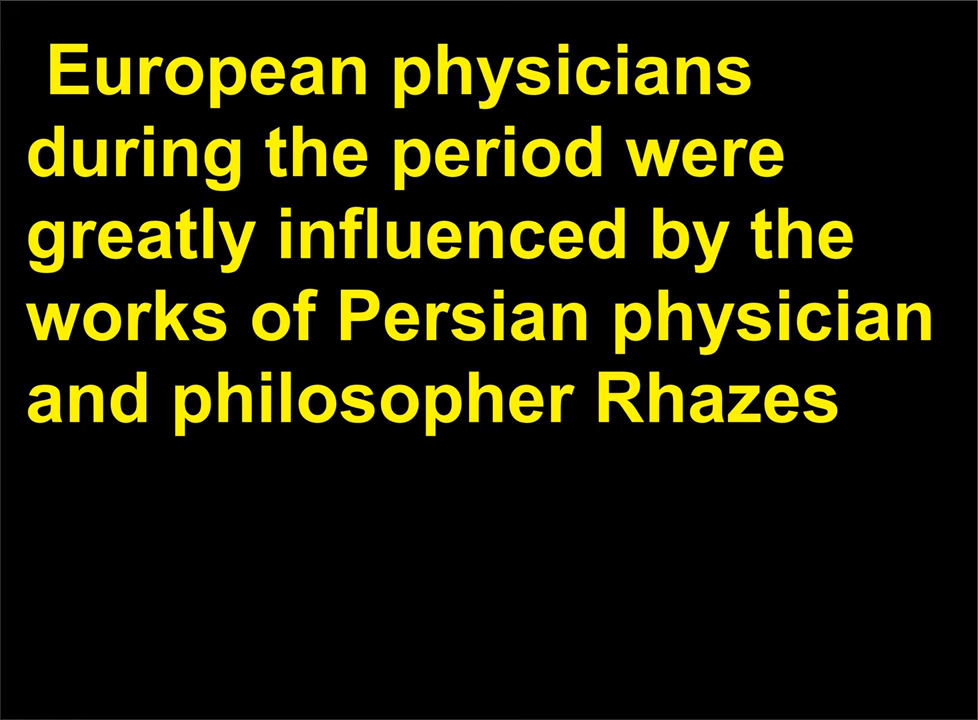 European physicians
during the period were
greatly influenced by the
works of Persian physician
and philosopher Rhazes